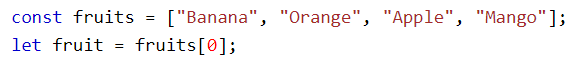 const fruits = ["Banana", "Orange", "Apple", "Mango"];
let fruit = fruits[0];